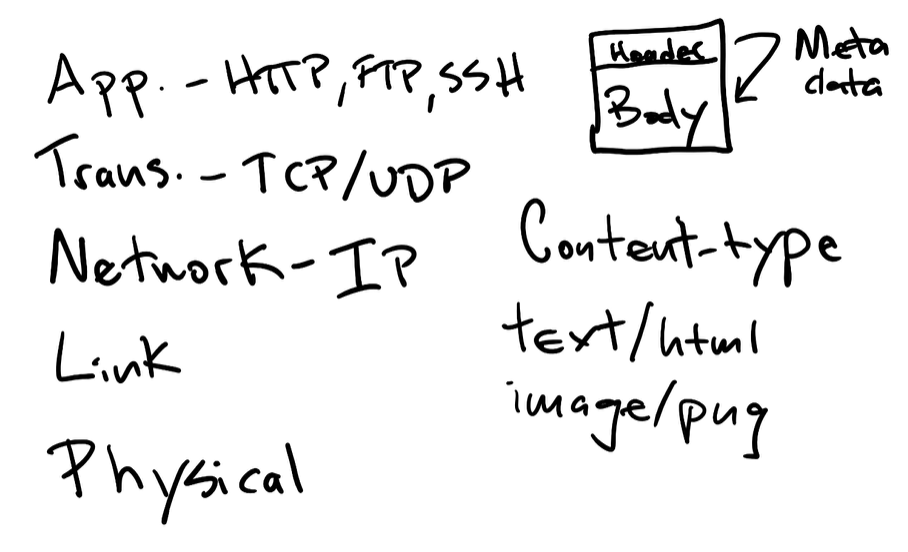 App. - HTTP, FTP, SSH
Trans. - TCP/UDP
Network - IP
Link
Physical
Header
Body
Meta
data
Content-type
text/html
image/png